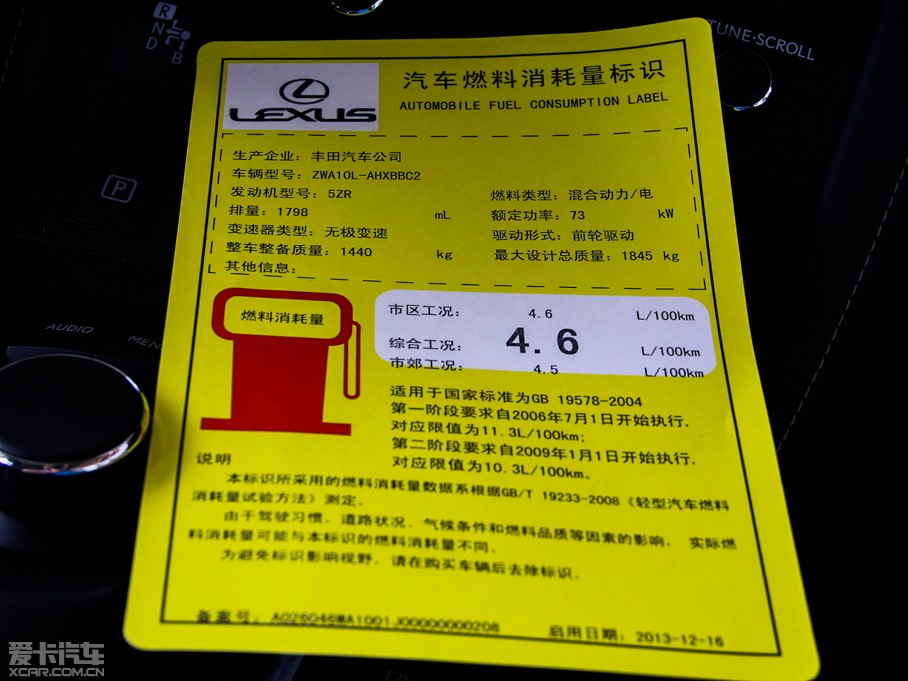 R
N
D
B
P
TUNE·SCROLL
AUDIO
LEXUS
汽车燃料消耗量标识
AUTOMOBILE FUEL CONSUMPTION LABEL
生产企业：丰田汽车公司
车辆型号：ZWA10L-AHXBBC2
发动机型号：5ZR 燃料类型：混合动力/电
排量：1798 mL 额定功率：73 kW
变速器类型：无极变速 驱动形式：前轮驱动
整车整备质量：1440 kg 最大设计总质量：1845 kg
其他信息：
燃料消耗量
市区工况： 4.6 L/100km
综合工况： 4.6 L/100km
市郊工况： 4.5 L/100km
适用于国家标准为GB 19578-2004
第一阶段要求自2006年7月1日开始执行，
对应限值为11.3L/100km;
第二阶段要求自2009年1月1日开始执行，
对应限值为10.3L/100km。
说明
本标识所采用的燃料消耗量数据系根据GB/T 19233-2008《轻型汽车燃料
消耗量试验方法》测定。
由于驾驶习惯、道路状况、气候条件和燃料品质等因素的影响， 实际燃
料消耗量可能与本标识的燃料消耗量不同。
为避免标识影响视野，请在购买车辆后去除标识。
备案号： 启用日期：2013-12-16
爱卡汽车
XCAR.COM.CN